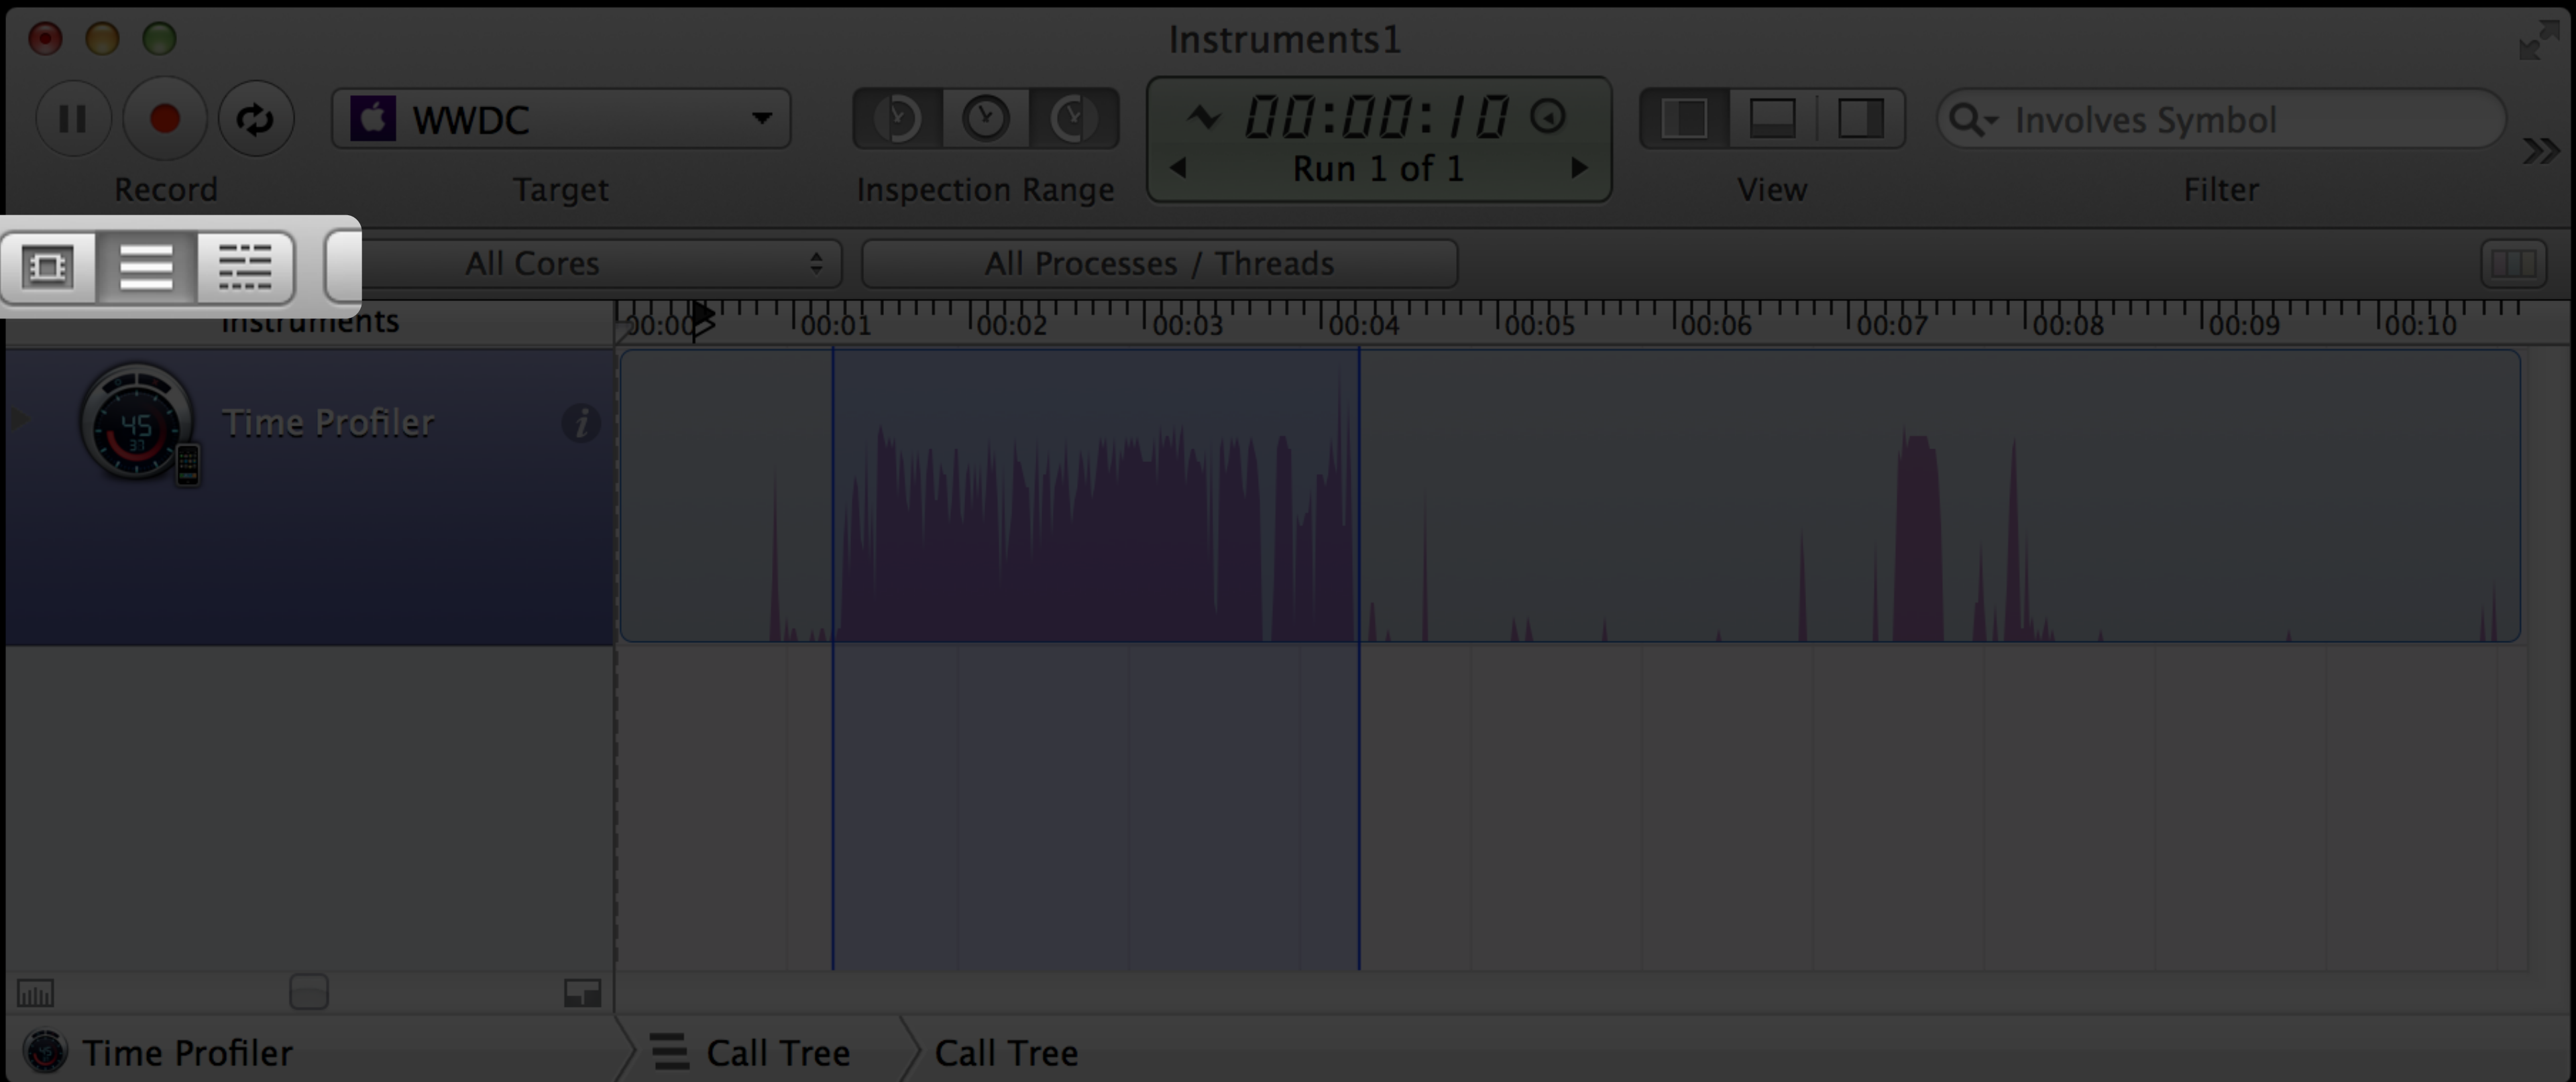 Instruments1
WWDC
00:00:10
Involves Symbol
Run 1 of 1
Record
Target
Inspection Range
View
Filter
All Cores
All Processes / Threads
Instruments
00:00
00:01
00:02
00:03
00:04
00:05
00:06
00:07
00:08
00:09
00:10
Time Profiler
45
37
Time Profiler
Call Tree
Call Tree